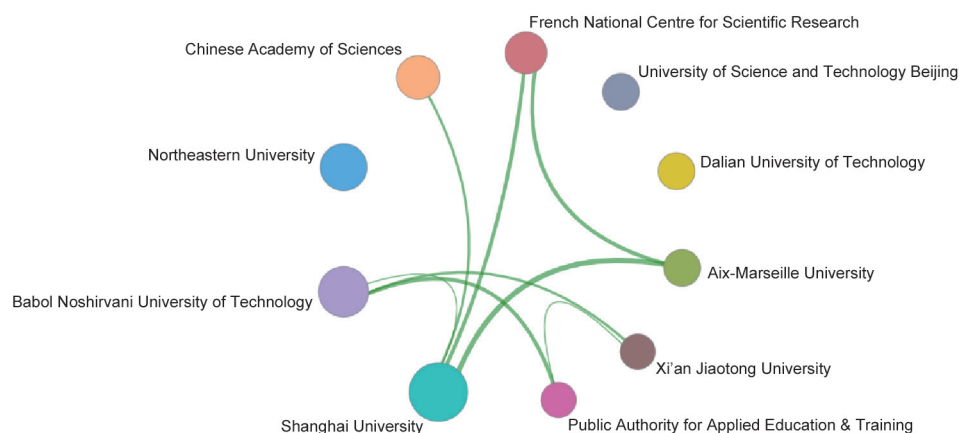 French National Centre for Scientific Research
Chinese Academy of Sciences
University of Science and Technology Beijing
Northeastern University
Dalian University of Technology
Aix-Marseille University
Babol Noshirvani University of Technology
Xi'an Jiaotong University
Shanghai University
Public Authority for Applied Education & Training